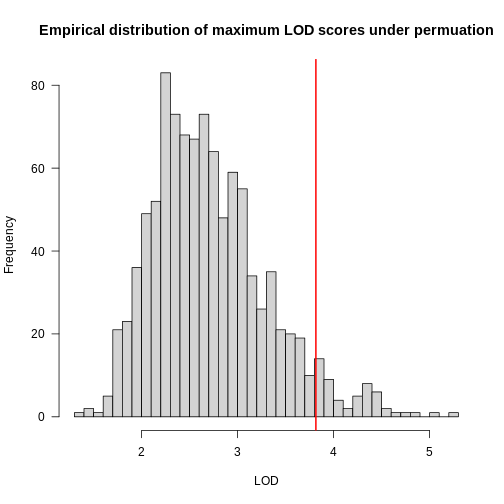 Empirical distribution of maximum LOD scores under permuation
80
60
40
20
0
Frequency
2 3 4 5
LOD